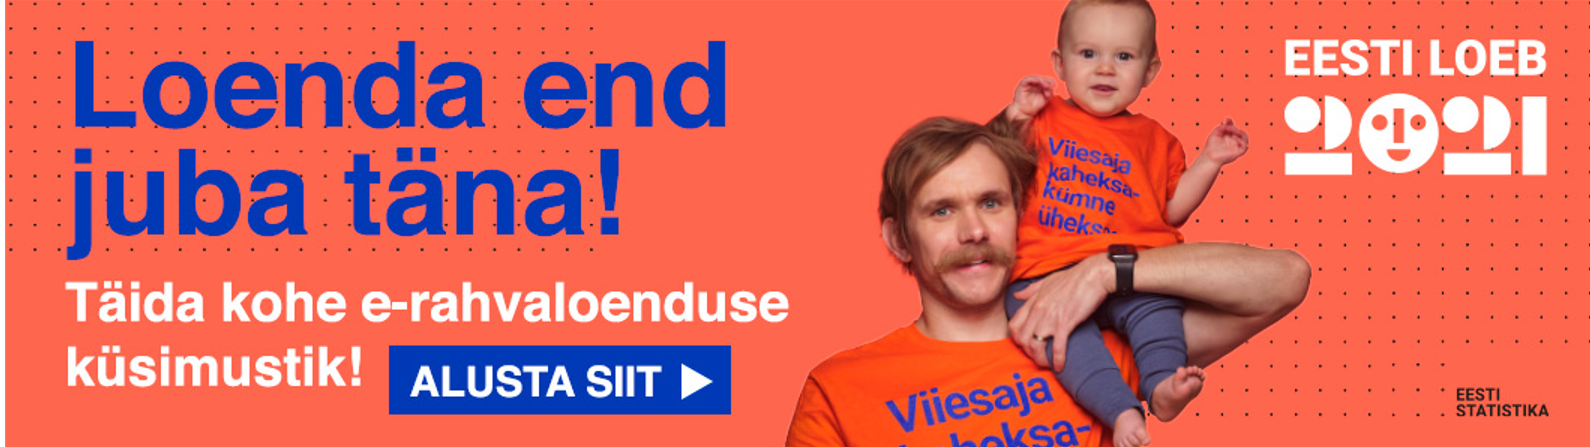 Loenda end
juba täna!
Täida kohe e-rahvaloenduse
küsimustik!
ALUSTA SIIT
Viiesaja
kaheksa-
kümne
Viiesaja
EESTI LOEB
2021
EESTI
STATISTIKA